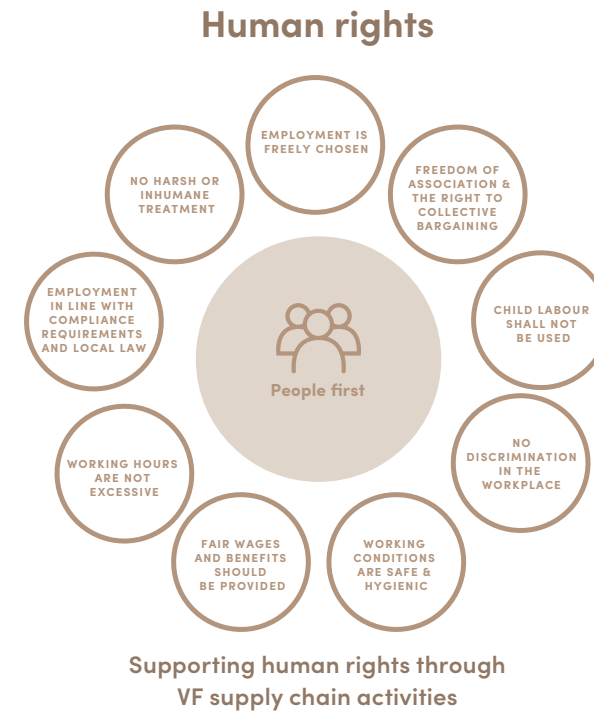 Human rights
EMPLOYMENT IS
FREELY CHOSEN
FREEDOM OF
ASSOCIATION &
THE RIGHT TO
COLLECTIVE
BARGAINING
CHILD LABOUR
SHALL NOT
BE USED
NO
DISCRIMINATION
IN THE
WORKPLACE
WORKING
CONDITIONS
ARE SAFE &
HYGIENIC
FAIR WAGES
AND BENEFITS
SHOULD
BE PROVIDED
WORKING HOURS
ARE NOT
EXCESSIVE
EMPLOYMENT
IN LINE WITH
COMPLIANCE
REQUIREMENTS
AND LOCAL LAW
NO HARSH OR
INHUMANE
TREATMENT
People first
Supporting human rights through
VF supply chain activities